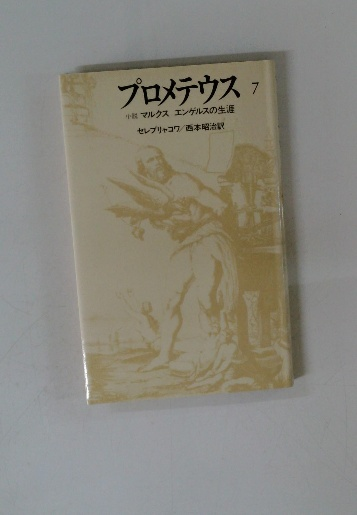 プロメテウス 7
小説 マルクス エンゲルスの生涯
セレブリャコワ/西本昭治訳